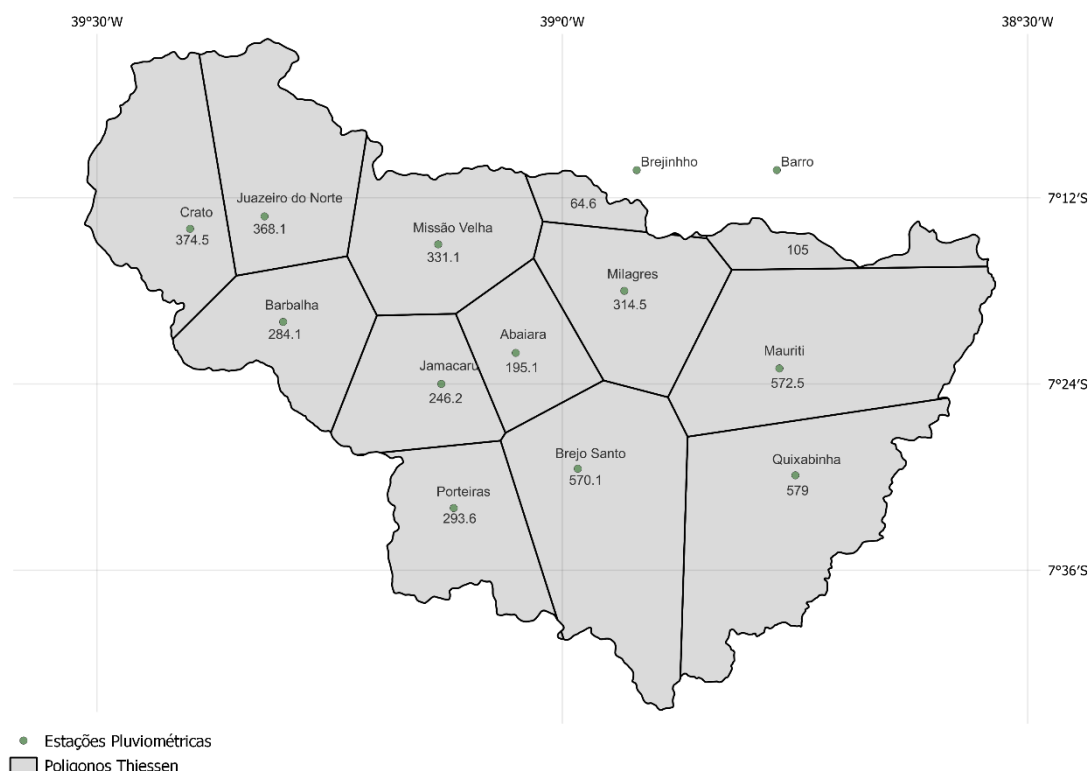 39°30'W
39°0'W
38°30'W
Brejinhho
Barro
7°12'S
64.6
Juazeiro do Norte
368.1
Crato
374.5
Missão Velha
331.1
105
Milagres
314.5
Barbalha
284.1
Abaiara
195.1
Mauriti
572.5
Jamacaru
246.2
7°24'S
Brejo Santo
570.1
Quixabinha
579
Porteiras
293.6
7°36'S
Estações Pluviométricas
Poligonos Thiessen